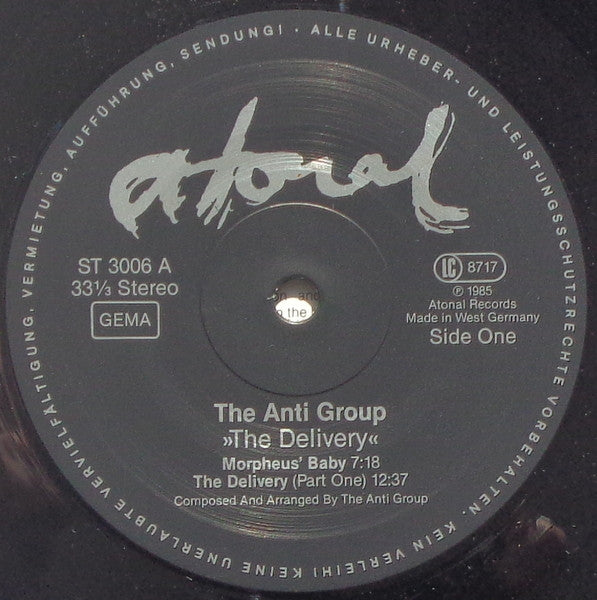 ALLE URHEBER- UND LEISTUNGSSCHUTZRECHTE VORBEHALTEN. KEIN VERLEIH! KEINE UNERLAUBTE VERVIELFÄLTIGUNG, VERMIETUNG, AUFFÜHRUNG, SENDUNG! ·
atonal
ST 3006 A
33⅓ Stereo
GEMA
LC 8717
℗ 1985
Atonal Records
Made in West Germany
Side One
and
the
The Anti Group
»The Delivery«
Morpheus' Baby 7:18
The Delivery (Part One) 12:37
Composed And Arranged By The Anti Group